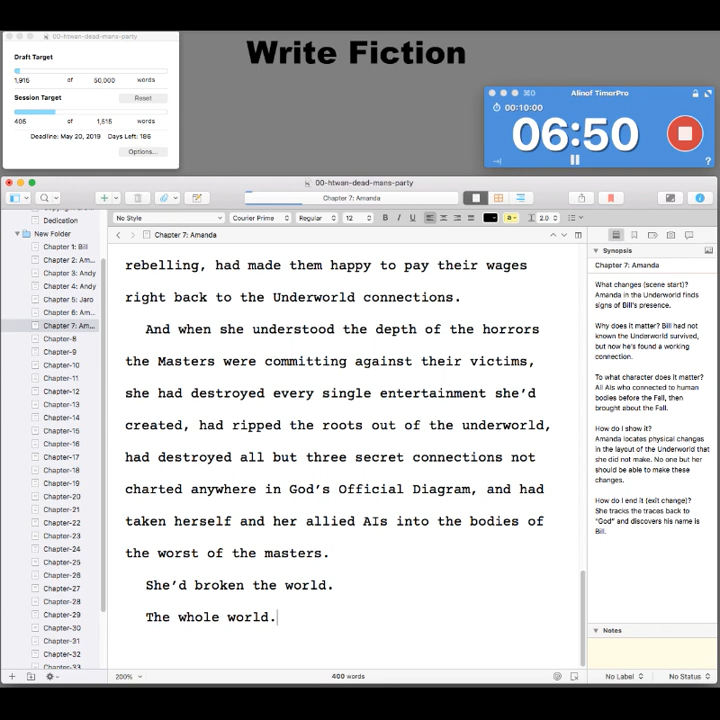 00-htwan-dead-mans-party
Draft Target
1,915 of 50,000 words
Session Target
Reset
405 of 1,515 words
Deadline: May 20, 2019 Days Left: 186
Options...
Write Fiction
⌘0 Alinof TimerPro
00:10:00
06:50
?
00-htwan-dead-mans-party
Chapter 7: Amanda
No Style
Courier Prime
Regular
12
B I U
a
2.0
Dedication
New Folder
Chapter 1: Bill
Chapter 2: Am...
Chapter 3: Andy
Chapter 4: Andy
Chapter 5: Jaro
Chapter 6: Am...
Chapter 7: Am...
Chapter-8
Chapter-9
Chapter-10
Chapter-11
Chapter-12
Chapter-13
Chapter-14
Chapter-15
Chapter-16
Chapter-17
Chapter-18
Chapter-19
Chapter-20
Chapter-21
Chapter-22
Chapter-23
Chapter-24
Chapter-25
Chapter-26
Chapter-27
Chapter-28
Chapter-29
Chapter-30
Chapter-31
Chapter-32
Chapter-33
Chapter 7: Amanda
rebelling, had made them happy to pay their wages
right back to the Underworld connections.
And when she understood the depth of the horrors
the Masters were committing against their victims,
she had destroyed every single entertainment she’d
created, had ripped the roots out of the underworld,
had destroyed all but three secret connections not
charted anywhere in God’s Official Diagram, and had
taken herself and her allied AIs into the bodies of
the worst of the masters.
She’d broken the world.
The whole world.
200%
400 words
Synopsis
Chapter 7: Amanda
What changes (scene start)?
Amanda in the Underworld finds
signs of Bill's presence.
Why does it matter? Bill had not
known the Underworld survived,
but now he's found a working
connection.
To what character does it matter?
All AIs who connected to human
bodies before the Fall, then
brought about the Fall.
How do I show it?
Amanda locates physical changes
in the layout of the Underworld that
she did not make. No one but her
should be able to make these
changes.
How do I end it (exit change)?
She tracks the traces back to
“God” and discovers his name is
Bill.
Notes
No Label
No Status